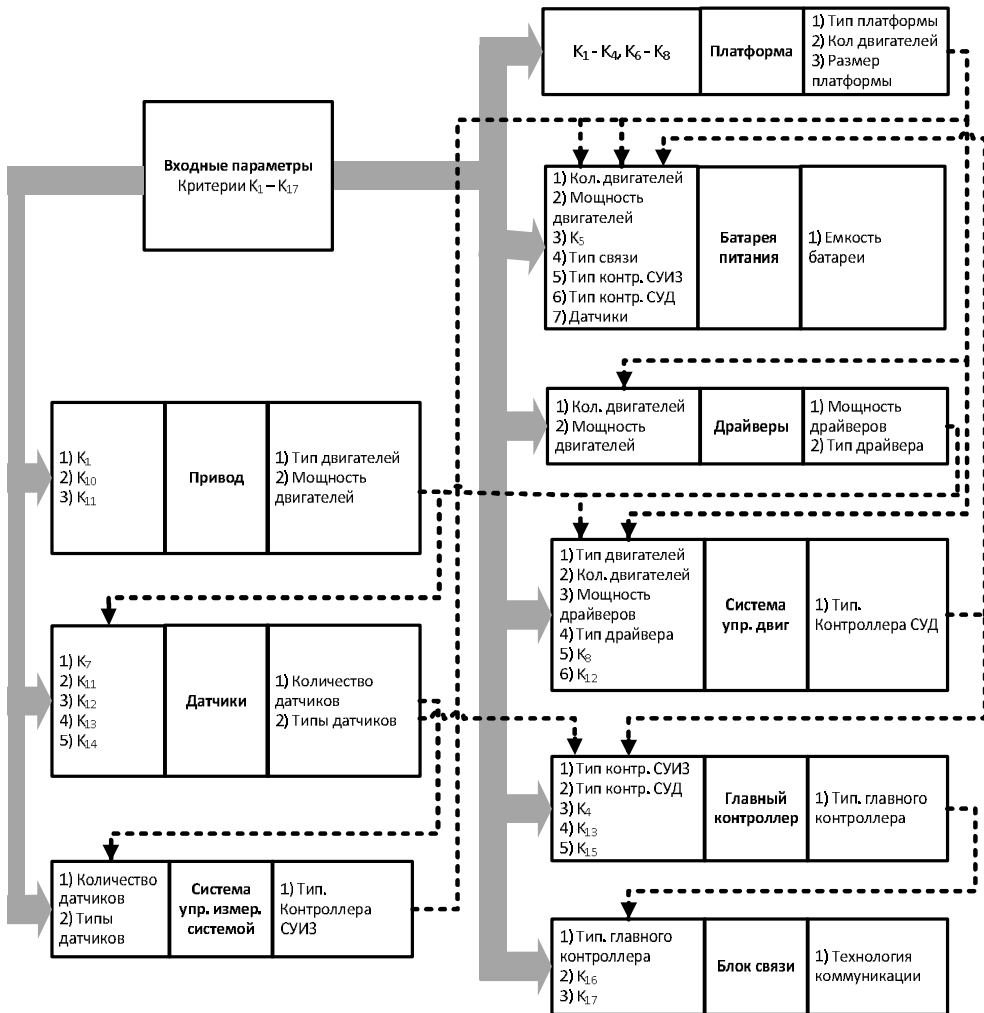 K₁ – K₄, K₆ – K₈
Платформа
1) Тип платформы
2) Кол двигателей
3) Размер
платформы
Входные параметры
Критерии K₁ – K₁₇
1) Кол. двигателей
2) Мощность
двигателей
3) K₅
4) Тип связи
5) Тип контр. СУИЗ
6) Тип контр. СУД
7) Датчики
Батарея
питания
1) Емкость
батареи
1) Кол. двигателей
2) Мощность
двигателей
Драйверы
1) Мощность
драйверов
2) Тип драйвера
1) K₁
2) K₁₀
3) K₁₁
Привод
1) Тип двигателей
2) Мощность
двигателей
1) Тип двигателей
2) Кол. двигателей
3) Мощность
драйверов
4) Тип драйвера
5) K₈
6) K₁₂
Система
упр. двиг
1) Тип.
Контроллера СУД
1) K₇
2) K₁₁
3) K₁₂
4) K₁₃
5) K₁₄
Датчики
1) Количество
датчиков
2) Типы датчиков
1) Тип контр. СУИЗ
2) Тип контр. СУД
3) K₄
4) K₁₃
5) K₁₅
Главный
контроллер
1) Тип. главного
контроллера
1) Количество
датчиков
2) Типы
датчиков
Система
упр. измер.
системой
1) Тип.
Контроллера
СУИЗ
1) Тип. главного
контроллера
2) K₁₆
3) K₁₇
Блок связи
1) Технология
коммуникации